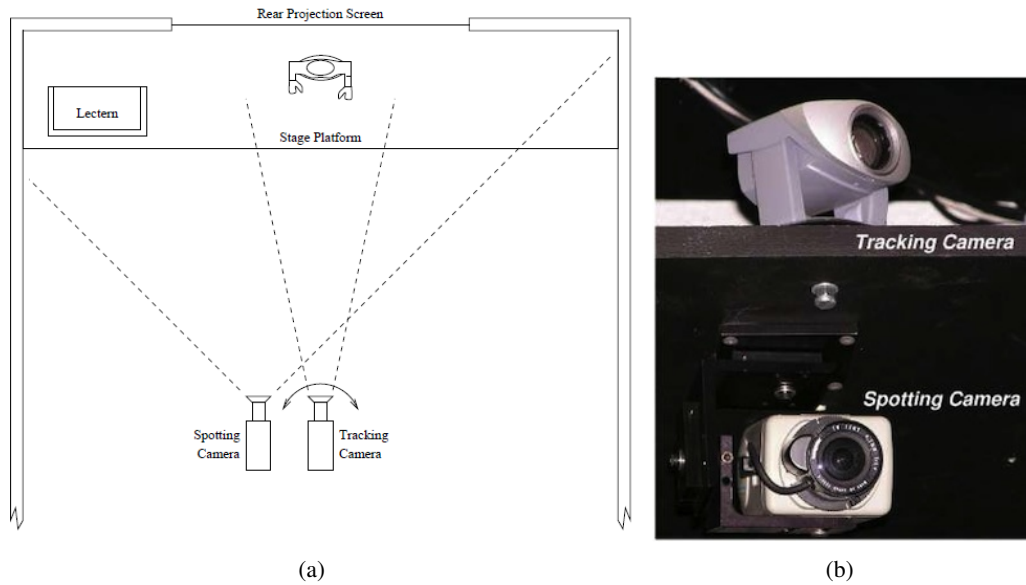 Rear Projection Screen
Lectern
Stage Platform
Spotting
Camera
Tracking
Camera
(a)
Tracking Camera
Spotting Camera
(b)